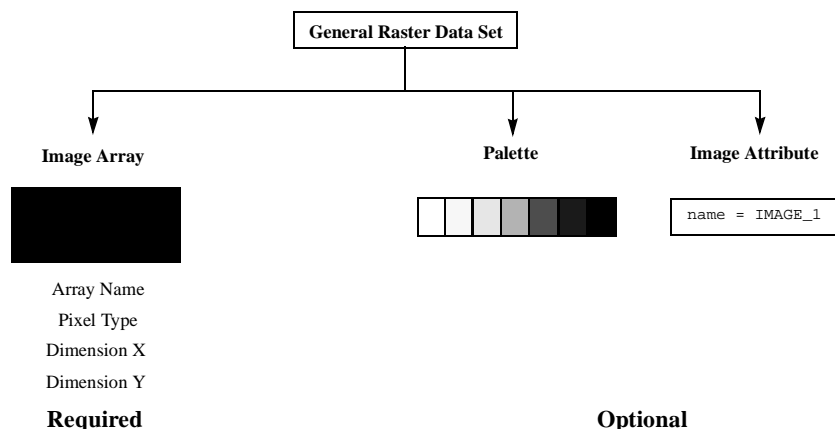 General Raster Data Set
Image Array
Palette
Image Attribute
name = IMAGE_1
Array Name
Pixel Type
Dimension X
Dimension Y
Required
Optional